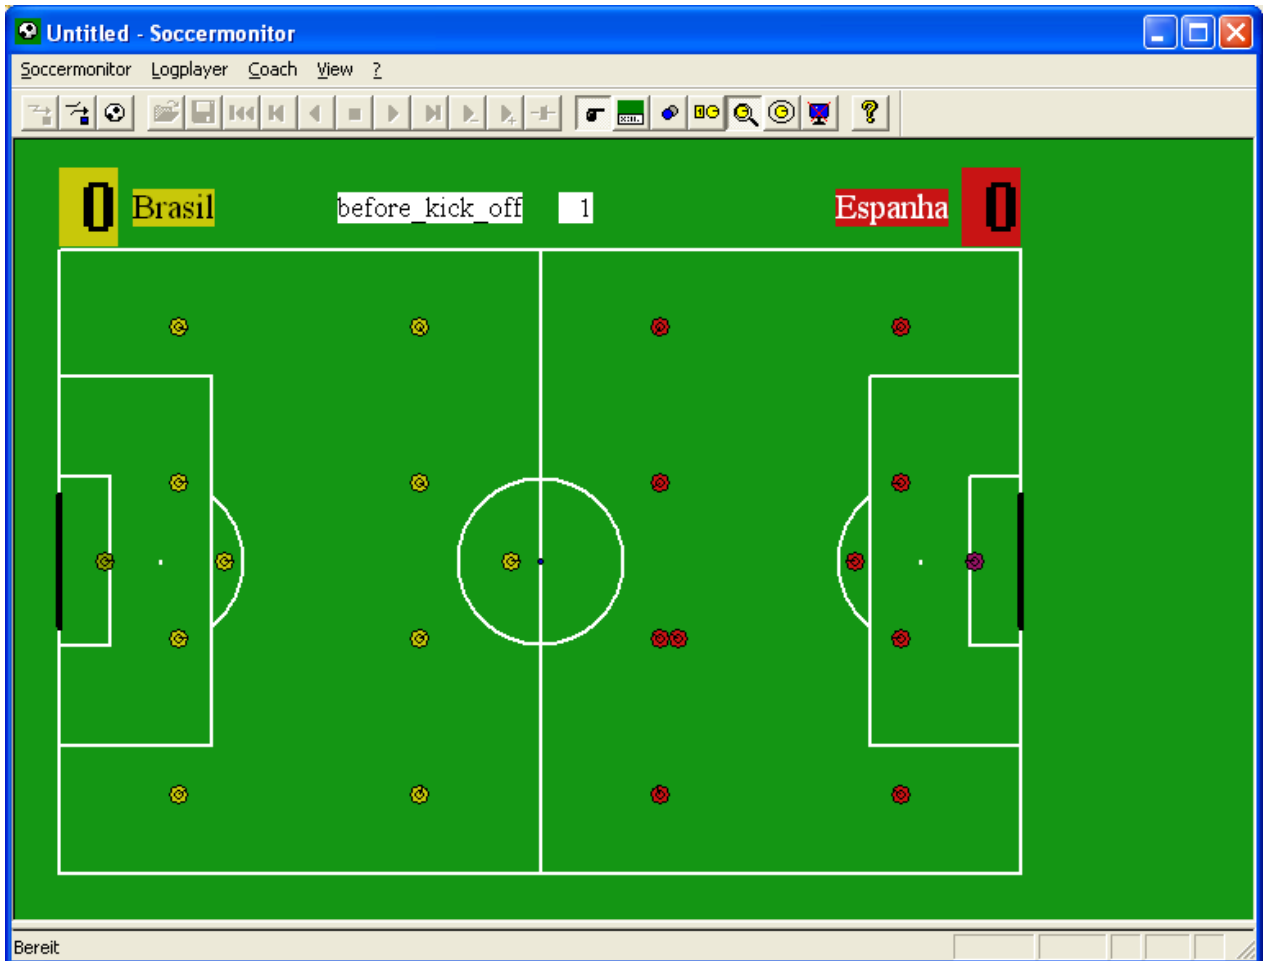 Untitled - Soccermonitor
Soccermonitor Logplayer Coach View ?
0 Brasil before_kick_off 1 Espanha 0
Bereit